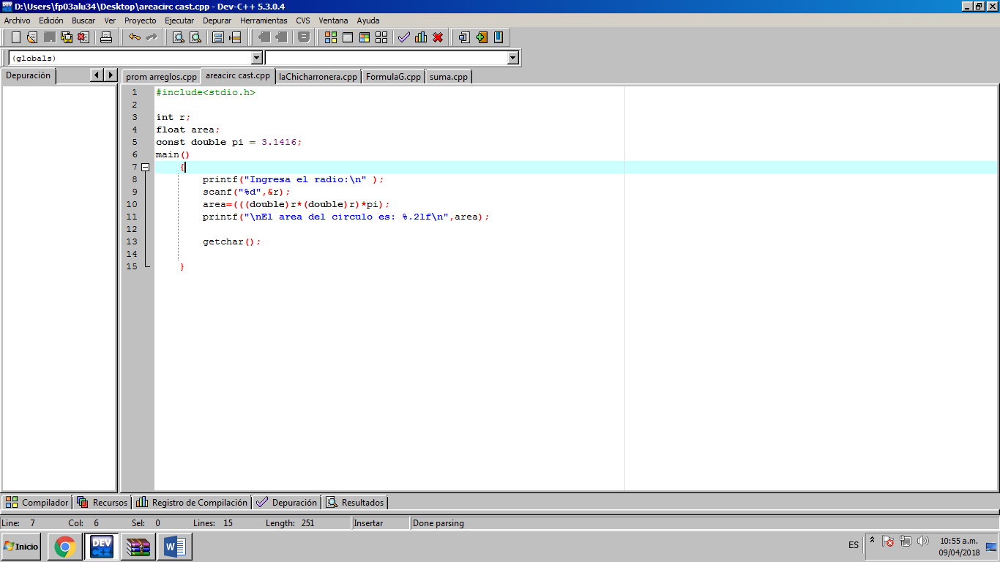 D:\Users\fp03alu34\Desktop\areacirc cast.cpp - Dev-C++ 5.3.0.4
Archivo Edición Buscar Ver Proyecto Ejecutar Depurar Herramientas CVS Ventana Ayuda
(globals)
Depuración
prom arreglos.cpp areacirc cast.cpp laChicharronera.cpp FormulaG.cpp suma.cpp
1 #include<stdio.h>
2
3 int r;
4 float area;
5 const double pi = 3.1416;
6 main()
7 {
8 printf("Ingresa el radio:\n" );
9 scanf("%d",&r);
10 area=(((double)r*(double)r)*pi);
11 printf("\nEl area del circulo es: %.2lf\n",area);
12
13 getchar();
14
15 }
Compilador Recursos Registro de Compilación Depuración Resultados
Line: 7 Col: 6 Sel: 0 Lines: 15 Length: 251 Insertar Done parsing
Inicio DEV C++ W ES 10:55 a.m.
09/04/2018